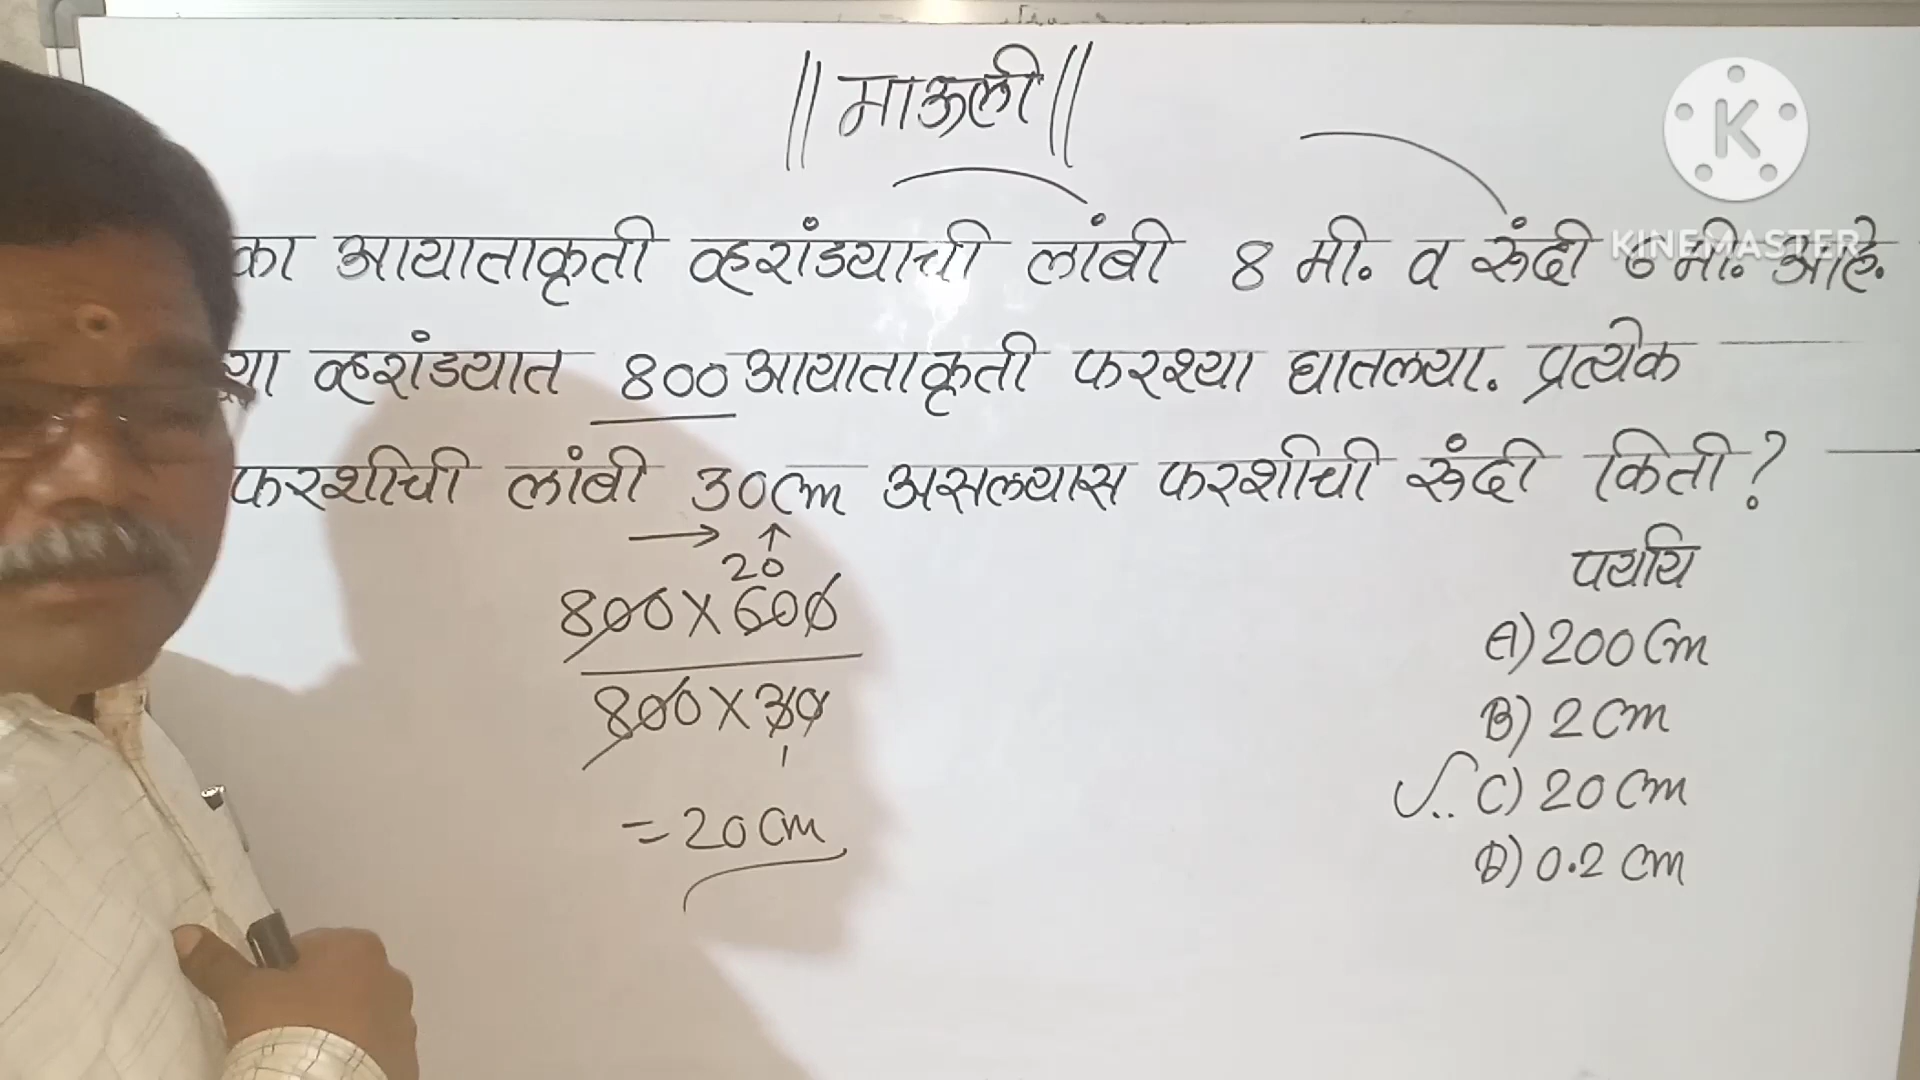 || माऊली ||
का आयाताकृती व्हरांड्याची लांबी 8 मी. व रुंदी 6 मी. आहे.
व्हरांड्यात 800 आयाताकृती फरश्या घातल्या. प्रत्येक
फरशीची लांबी 30cm असल्यास फरशीची रुंदी किती?
पर्याय
20
800 x 600
800 x 30
1
= 20 cm
A) 200 Cm
B) 2 Cm
C) 20 Cm
D) 0.2 Cm
K
KINEMASTER